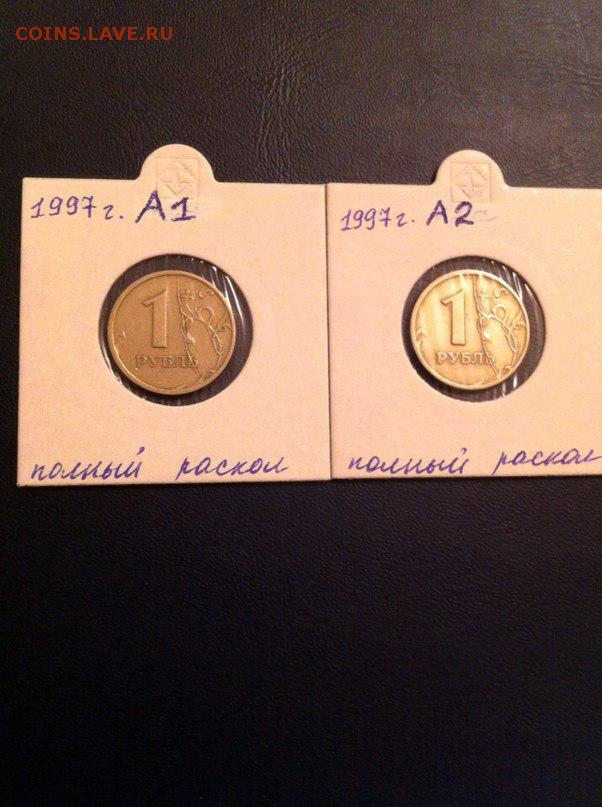 COINS.LAVE.RU
1997г. А1
1997г. А2
1
РУБЛЬ
1
РУБЛЬ
полный раскол
полный раскол